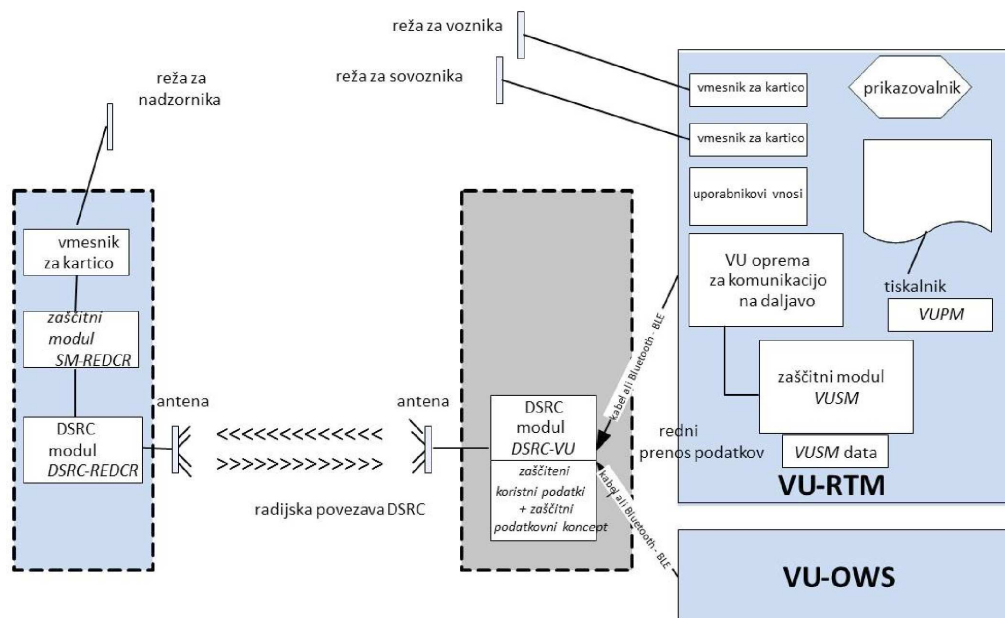 reža za
nadzornika
vmesnik
za kartico
zaščitni
modul
SM-REDCR
DSRC
modul
DSRC-REDCR
antena
<<<<<<<<<<<<
>>>>>>>>>>>>
radijska povezava DSRC
antena
reža za voznika
reža za sovoznika
DSRC
modul
DSRC-VU
zaščiteni
koristni podatki
+ zaščitni
podatkovni koncept
kabel ali Bluetooth - BLE
kabel ali Bluetooth - BLE
redni
prenos podatkov
vmesnik za kartico
vmesnik za kartico
uporabnikovi vnosi
prikazovalnik
VU oprema
za komunikacijo
na daljavo
tiskalnik
VUPM
zaščitni modul
VUSM
VUSM data
VU-RTM
VU-OWS